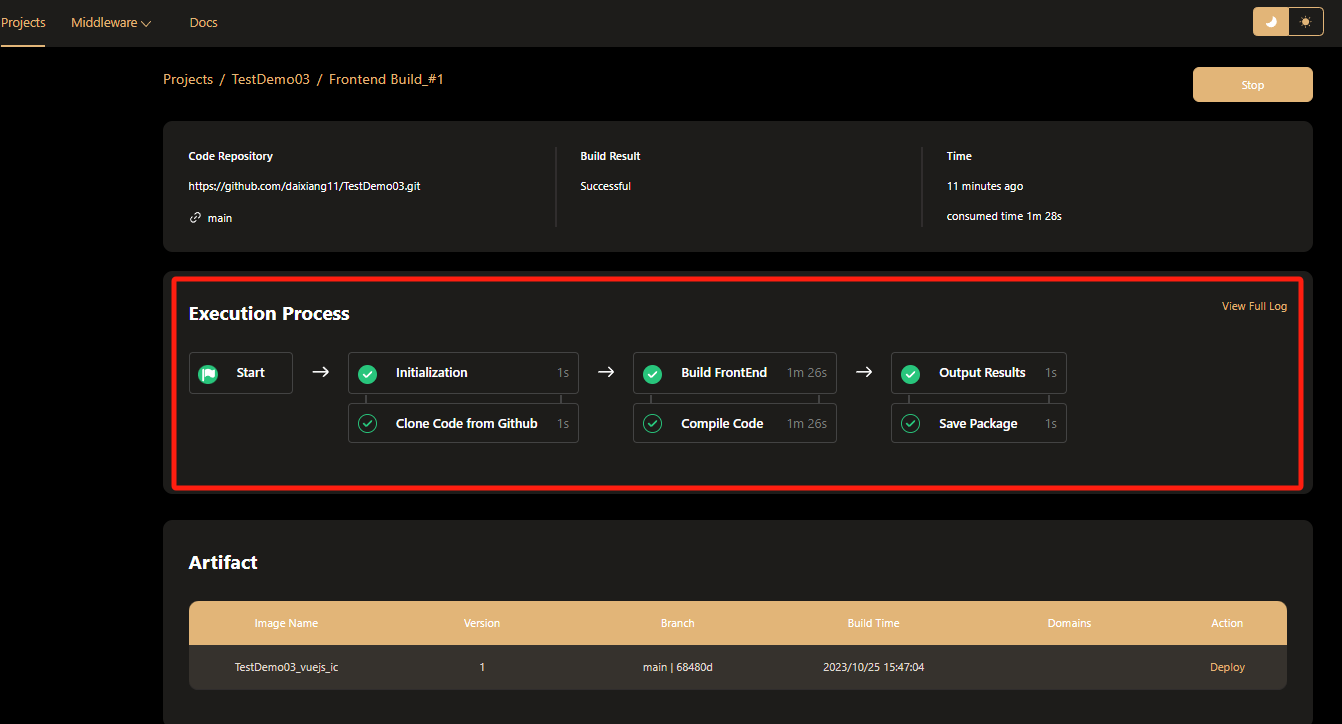 Projects Middleware Docs
Projects / TestDemo03 / Frontend Build_#1
Stop
Code Repository Build Result Time
https://github.com/daixiang11/TestDemo03.git Successful 11 minutes ago
main consumed time 1m 28s
Execution Process View Full Log
Start Initialization 1s Build FrontEnd 1m 26s Output Results 1s
Clone Code from Github 1s Compile Code 1m 26s Save Package 1s
Artifact
Image Name Version Branch Build Time Domains Action
TestDemo03_vuejs_ic 1 main | 68480d 2023/10/25 15:47:04 Deploy